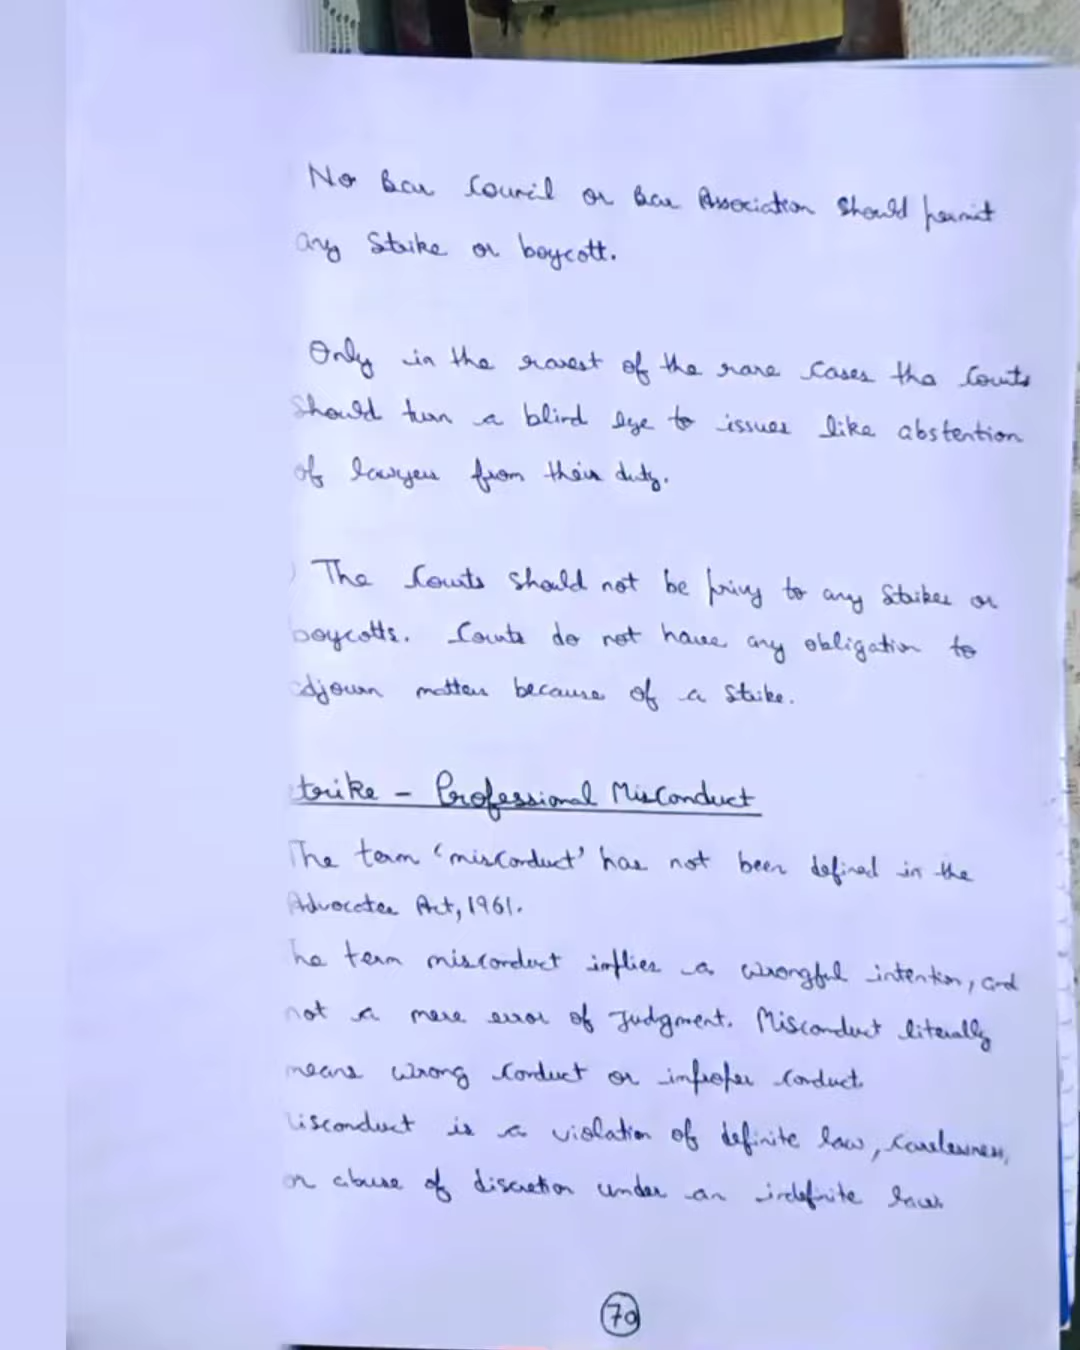 No Bar Council or Bar Association should permit
any strike or boycott.
Only in the rarest of the rare cases the Courts
should turn a blind eye to issues like abstention
of lawyers from their duty.
) The Courts should not be privy to any strikes or
boycotts. Courts do not have any obligation to
adjourn matters because of a strike.
trike - Professional Misconduct
The term 'misconduct' has not been defined in the
Advocates Act, 1961.
he term misconduct implies a wrongful intention, and
not a mere error of Judgment. Misconduct literally
means wrong conduct or improper conduct.
isconduct is a violation of definite law, carelessness,
or abuse of discretion under an indefinite law
70